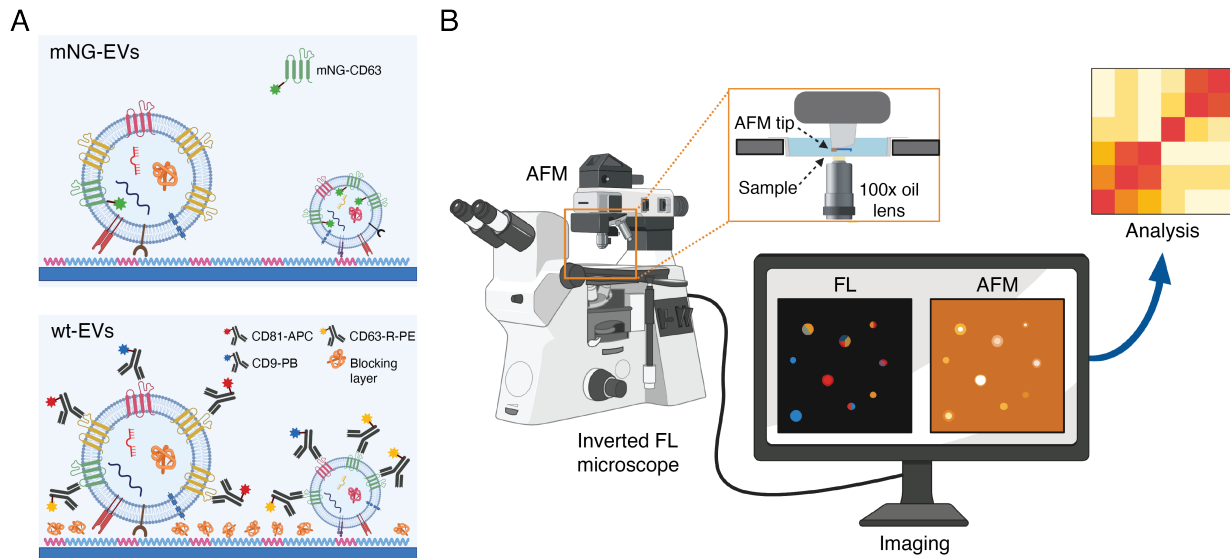 A
mNG-EVs
mNG-CD63
wt-EVs
CD81-APC
CD63-R-PE
CD9-PB
Blocking
layer
B
AFM
AFM tip
Sample
100x oil
lens
Inverted FL
microscope
FL
AFM
Imaging
Analysis